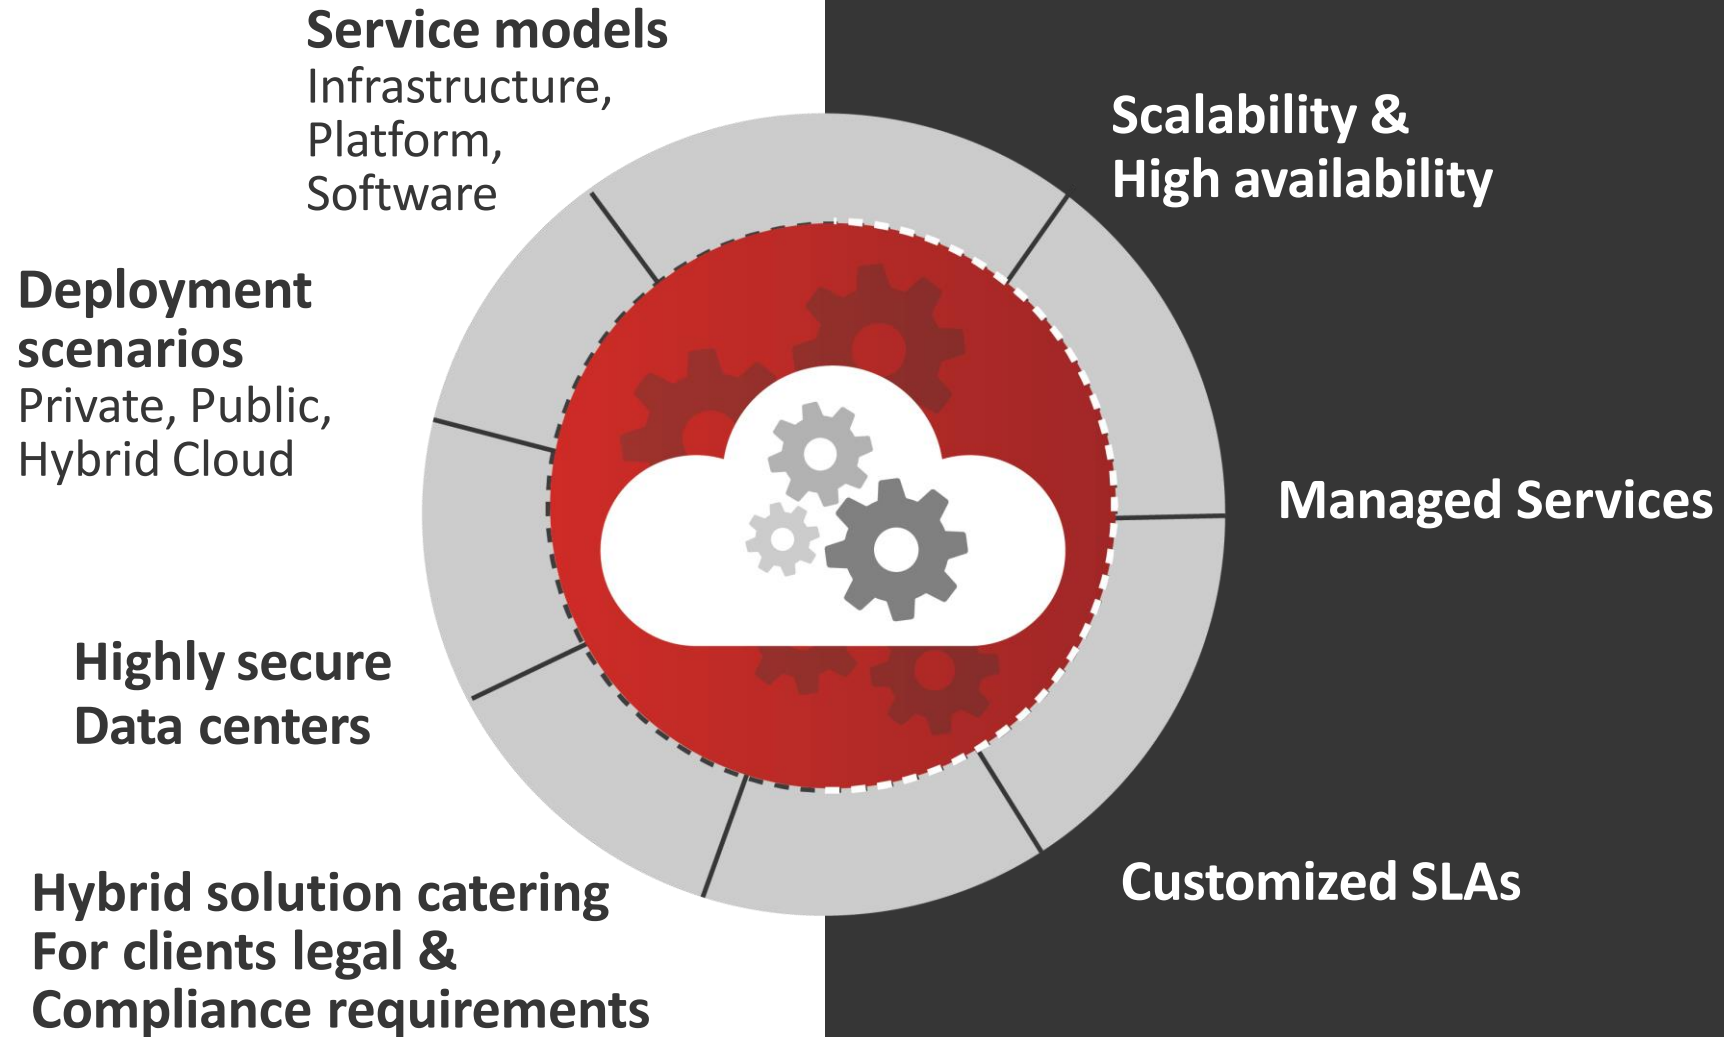 Service models
Infrastructure,
Platform,
Software
Deployment
scenarios
Private, Public,
Hybrid Cloud
Highly secure
Data centers
Hybrid solution catering
For clients legal &
Compliance requirements
Scalability &
High availability
Managed Services
Customized SLAs